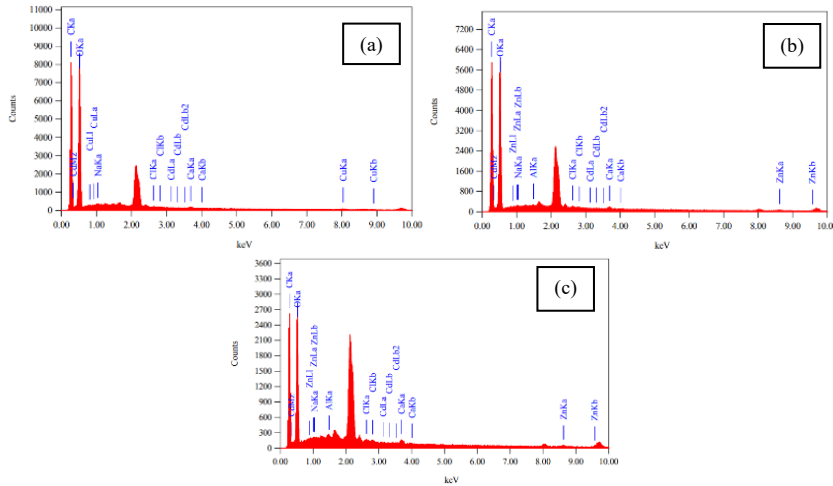 (a)
11000
10000
9000
8000
7000
6000
5000
4000
3000
2000
1000
0
Counts
CKa
OKa
CdMz
CuLl
CuLa
NaKa
ClKa
ClKb
CdLa
CdLb
CdLb2
CaKa
CaKb
CuKa
CuKb
0.00 1.00 2.00 3.00 4.00 5.00 6.00 7.00 8.00 9.00 10.00
keV
(b)
7200
6400
5600
4800
4000
3200
2400
1600
800
0
Counts
CKa
OKa
CdMz
ZnLl
NaKa
ZnLa ZnLb
AlKa
ClKa
ClKb
CdLa
CdLb
CdLb2
CaKa
CaKb
ZnKa
ZnKb
0.00 1.00 2.00 3.00 4.00 5.00 6.00 7.00 8.00 9.00 10.00
keV
(c)
3600
3300
3000
2700
2400
2100
1800
1500
1200
900
600
300
0
Counts
CKa
OKa
CdMz
ZnLl
NaKa
ZnLa ZnLb
AlKa
ClKa
ClKb
CdLa
CdLb
CdLb2
CaKa
CaKb
ZnKa
ZnKb
0.00 1.00 2.00 3.00 4.00 5.00 6.00 7.00 8.00 9.00 10.00
keV